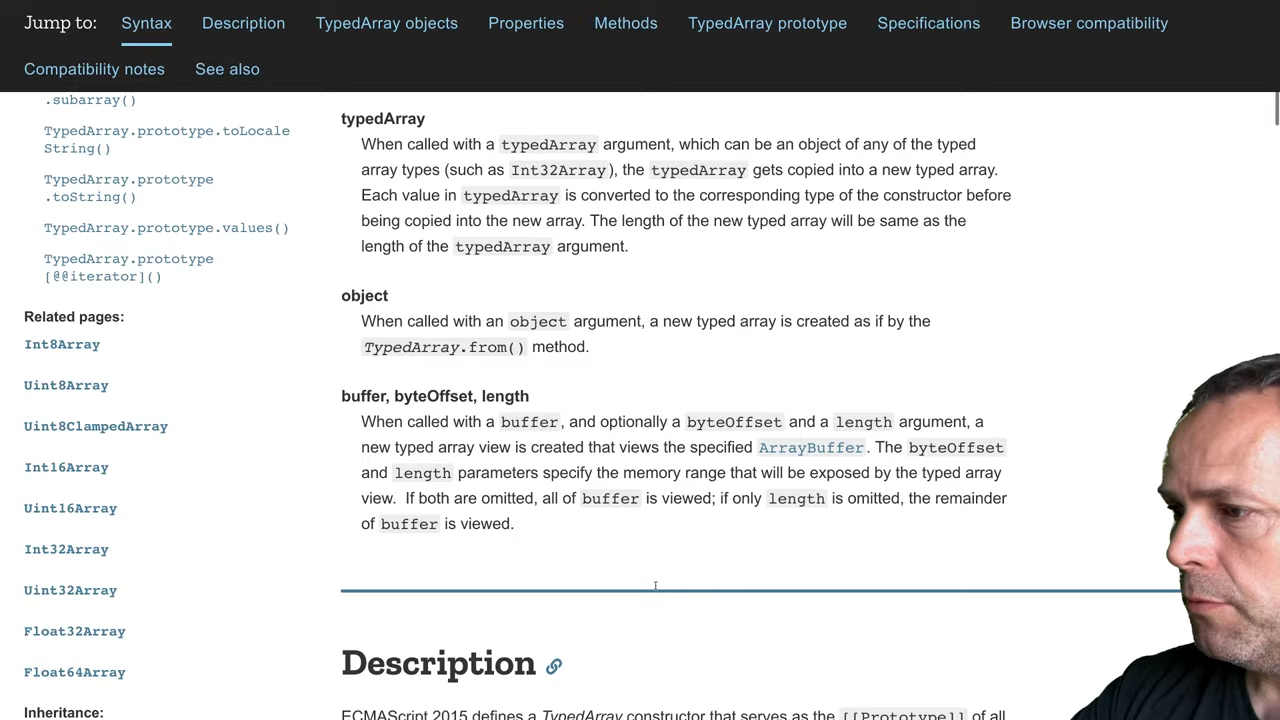 Jump to:
Syntax
Description
TypedArray objects
Properties
Methods
TypedArray prototype
Specifications
Browser compatibility
Compatibility notes
See also
.subarray()
TypedArray.prototype.toLocale
String()
TypedArray.prototype
.toString()
TypedArray.prototype.values()
TypedArray.prototype
[@@iterator]()
Related pages:
Int8Array
Uint8Array
Uint8ClampedArray
Int16Array
Uint16Array
Int32Array
Uint32Array
Float32Array
Float64Array
Inheritance:
typedArray
When called with a typedArray argument, which can be an object of any of the typed
array types (such as Int32Array), the typedArray gets copied into a new typed array.
Each value in typedArray is converted to the corresponding type of the constructor before
being copied into the new array. The length of the new typed array will be same as the
length of the typedArray argument.
object
When called with an object argument, a new typed array is created as if by the
TypedArray.from() method.
buffer, byteOffset, length
When called with a buffer, and optionally a byteOffset and a length argument, a
new typed array view is created that views the specified ArrayBuffer. The byteOffset
and length parameters specify the memory range that will be exposed by the typed array
view. If both are omitted, all of buffer is viewed; if only length is omitted, the remainder
of buffer is viewed.
Description
ECMAScript 2015 defines a TypedArray constructor that serves as the [[Prototype]] of all